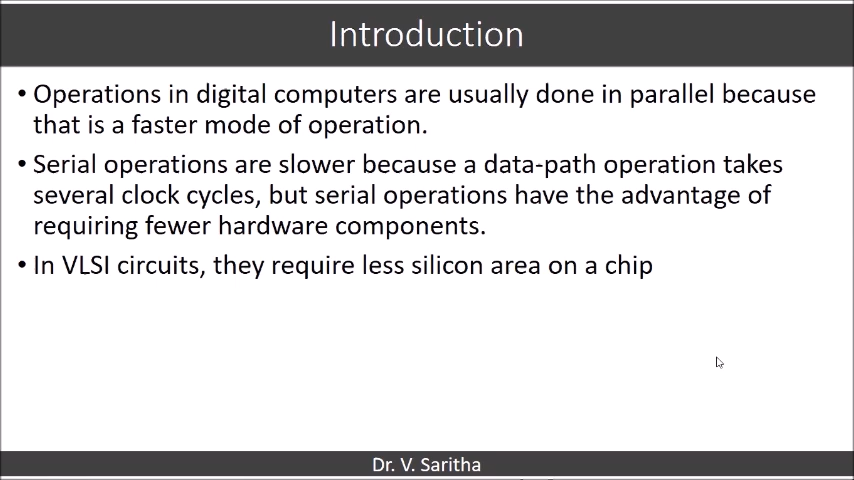 Introduction
• Operations in digital computers are usually done in parallel because
that is a faster mode of operation.
• Serial operations are slower because a data-path operation takes
several clock cycles, but serial operations have the advantage of
requiring fewer hardware components.
• In VLSI circuits, they require less silicon area on a chip
Dr. V. Saritha